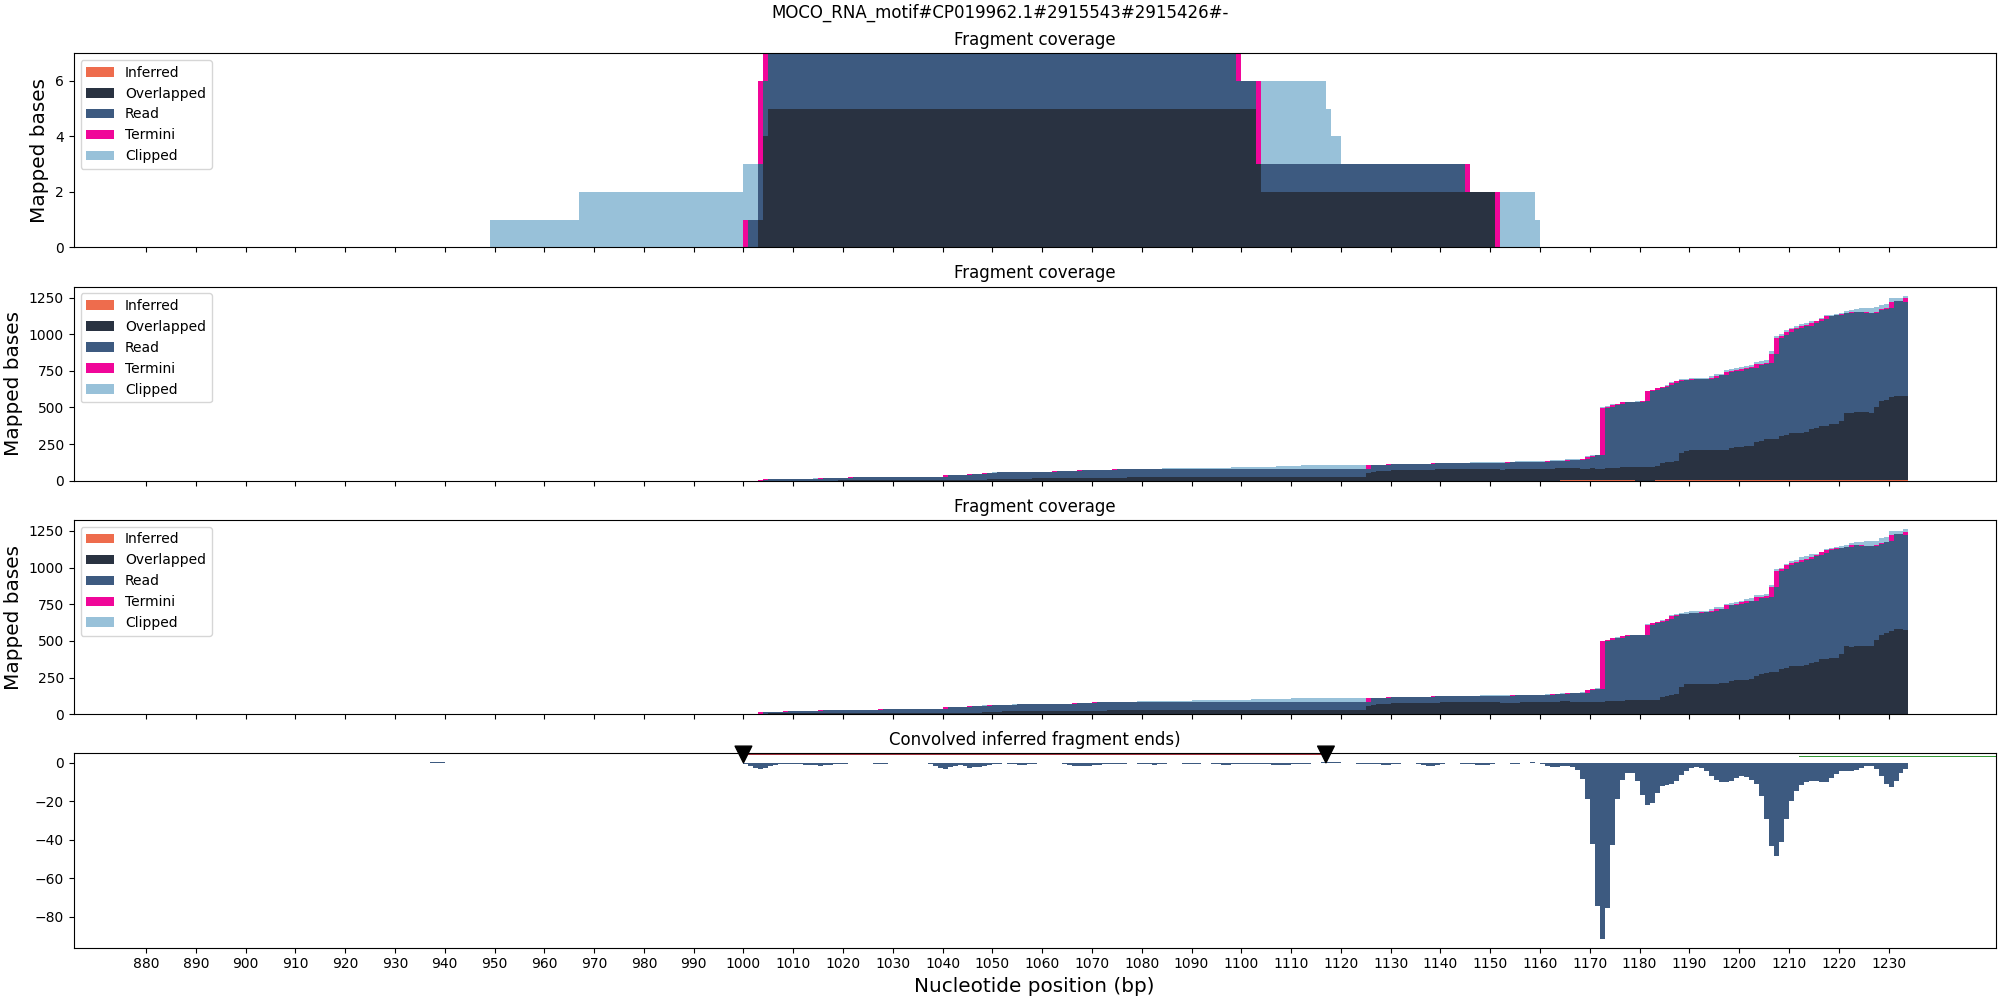 MOCO_RNA_motif#CP019962.1#2915543#2915426#-
Fragment coverage
Mapped bases
6
4
2
0
Inferred
Overlapped
Read
Termini
Clipped
Fragment coverage
Mapped bases
1250
1000
750
500
250
0
Inferred
Overlapped
Read
Termini
Clipped
Fragment coverage
Mapped bases
1250
1000
750
500
250
0
Inferred
Overlapped
Read
Termini
Clipped
Convolved inferred fragment ends)
0
−20
−40
−60
−80
880 890 900 910 920 930 940 950 960 970 980 990 1000 1010 1020 1030 1040 1050 1060 1070 1080 1090 1100 1110 1120 1130 1140 1150 1160 1170 1180 1190 1200 1210 1220 1230
Nucleotide position (bp)